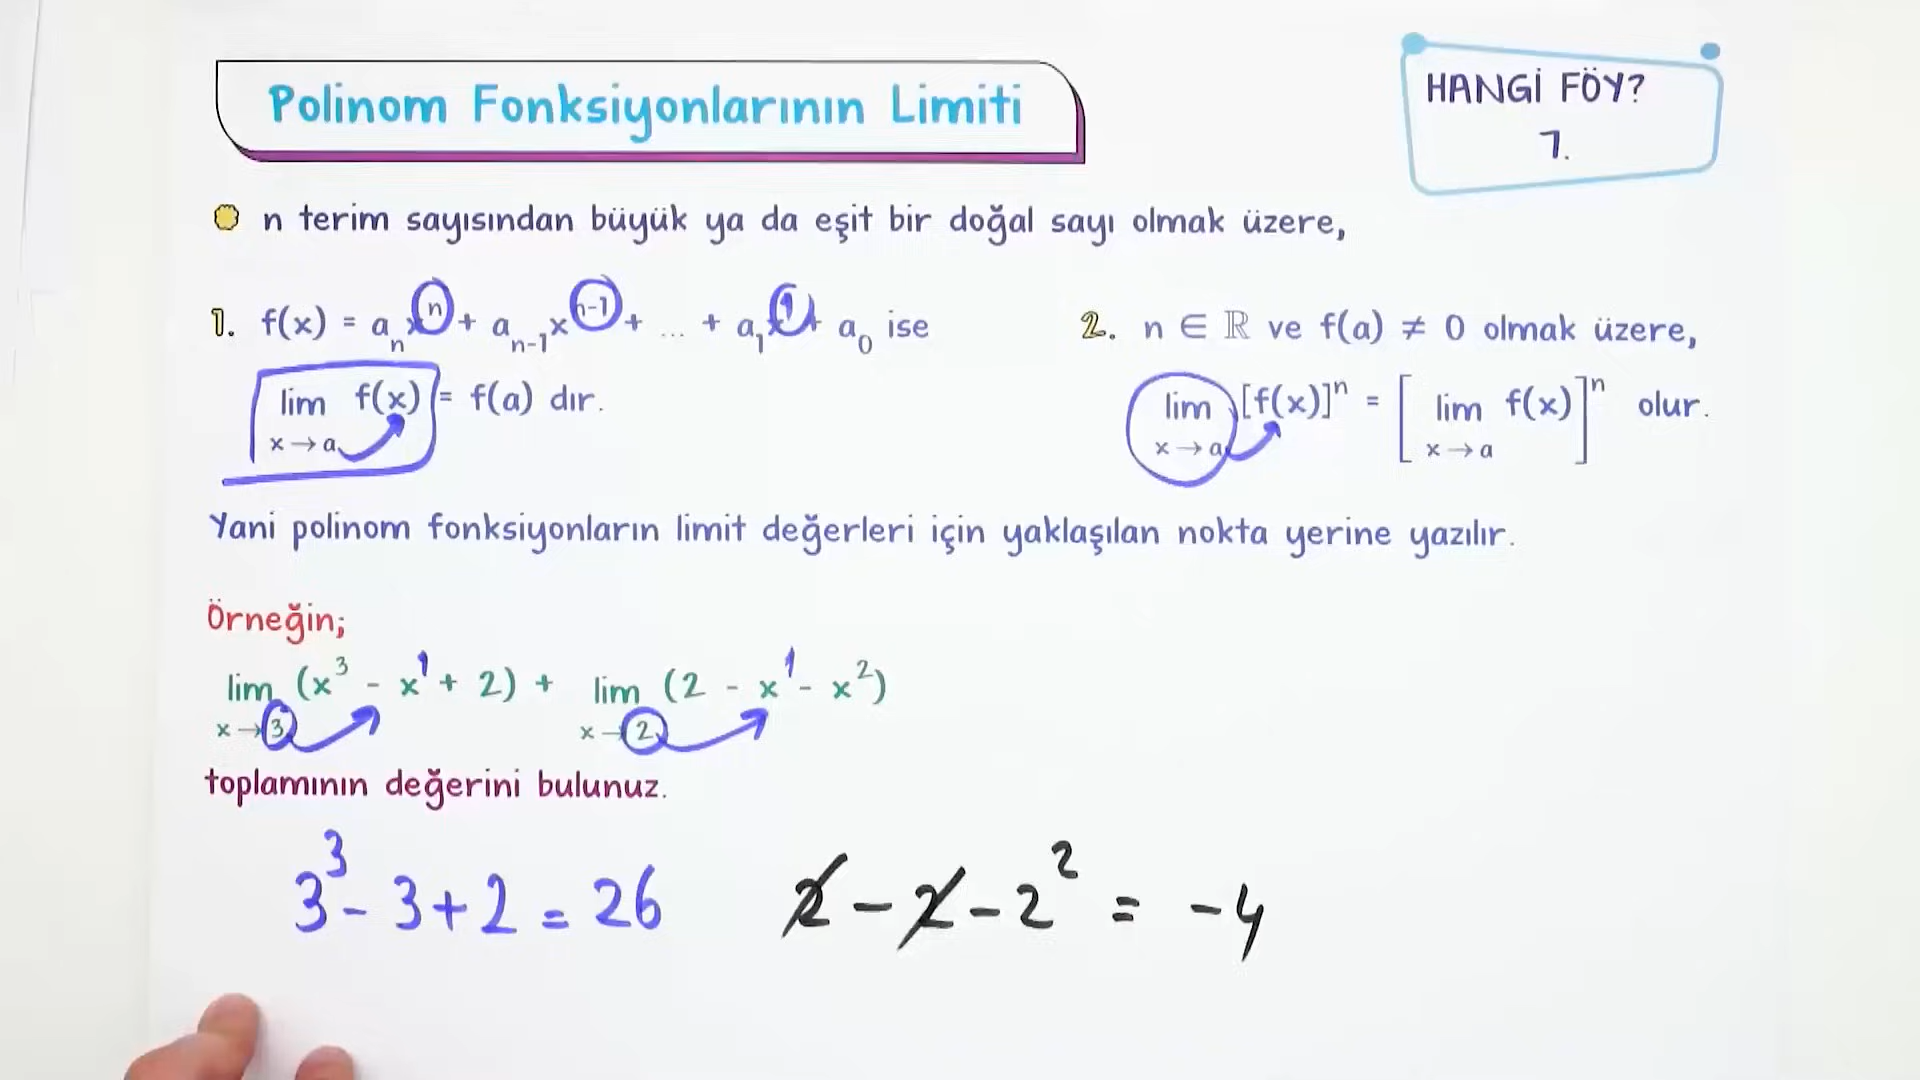 Polinom Fonksiyonlarının Limiti
HANGİ FÖY?
7.
n terim sayısından büyük ya da eşit bir doğal sayı olmak üzere,
1. f(x) = aₙxⁿ + aₙ₋₁xⁿ⁻¹ + ... + a₁x¹ + a₀ ise
lim f(x) = f(a) dır.
x → a
2. n ∈ ℝ ve f(a) ≠ 0 olmak üzere,
lim [f(x)]ⁿ = [ lim f(x) ]ⁿ olur.
x → a x → a
Yani polinom fonksiyonların limit değerleri için yaklaşılan nokta yerine yazılır.
Örneğin;
lim (x³ - x¹ + 2) + lim (2 - x¹ - x²)
x → 3 x → 2
toplamının değerini bulunuz.
3³ - 3 + 2 = 26 2 - 2 - 2² = -4